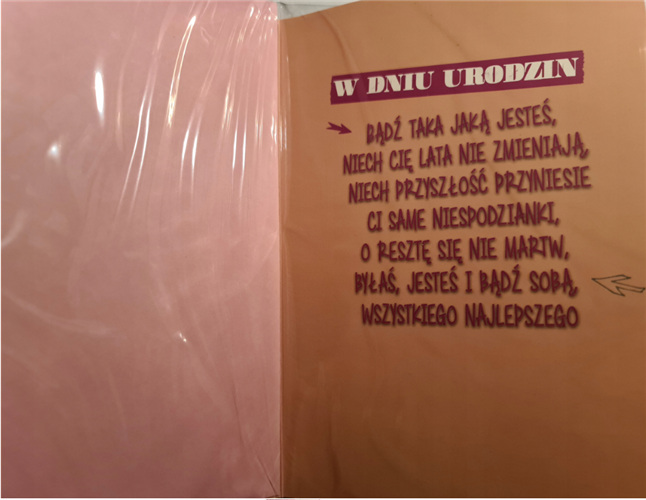 W DNIU URODZIN
BĄDŹ TAKA JAKĄ JESTEŚ,
NIECH CIĘ LATA NIE ZMIENIAJĄ,
NIECH PRZYSZŁOŚĆ PRZYNIESIE
CI SAME NIESPODZIANKI,
O RESZTĘ SIĘ NIE MARTW,
BYŁAŚ, JESTEŚ I BĄDŹ SOBĄ,
WSZYSTKIEGO NAJLEPSZEGO